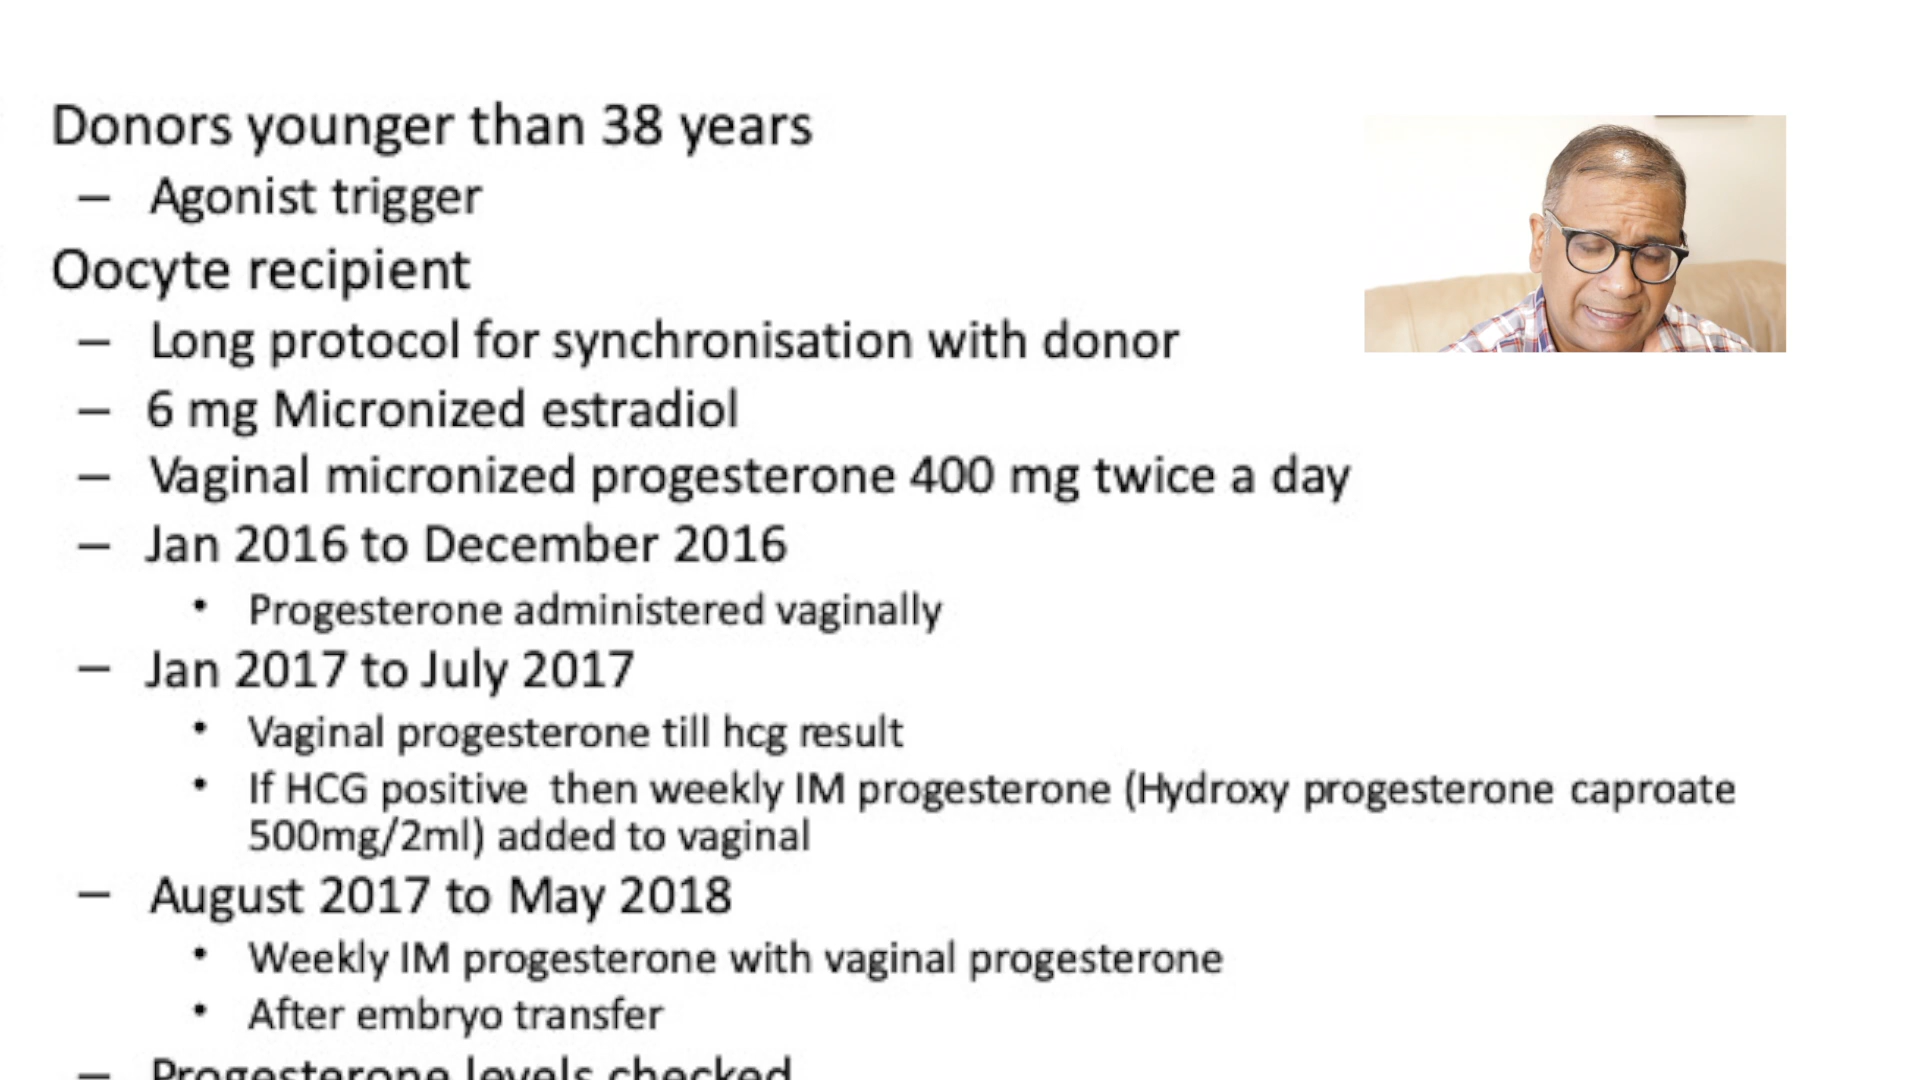 Donors younger than 38 years
– Agonist trigger
Oocyte recipient
– Long protocol for synchronisation with donor
– 6 mg Micronized estradiol
– Vaginal micronized progesterone 400 mg twice a day
– Jan 2016 to December 2016
• Progesterone administered vaginally
– Jan 2017 to July 2017
• Vaginal progesterone till hcg result
• If HCG positive then weekly IM progesterone (Hydroxy progesterone caproate
500mg/2ml) added to vaginal
– August 2017 to May 2018
• Weekly IM progesterone with vaginal progesterone
• After embryo transfer
– Progesterone levels checked